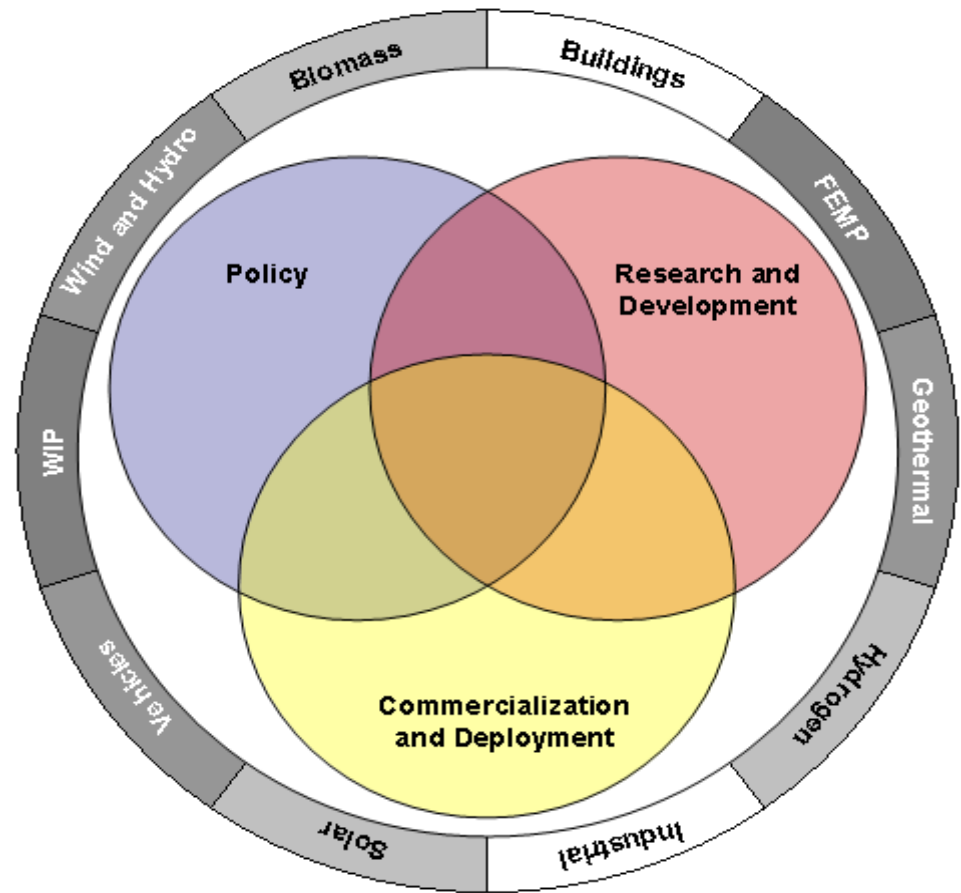 Biomass
Buildings
Wind and Hydro
FEMP
Policy
Research and
Development
WIP
Geothermal
Vehicles
Hydrogen
Commercialization
and Deployment
Solar
Industrial